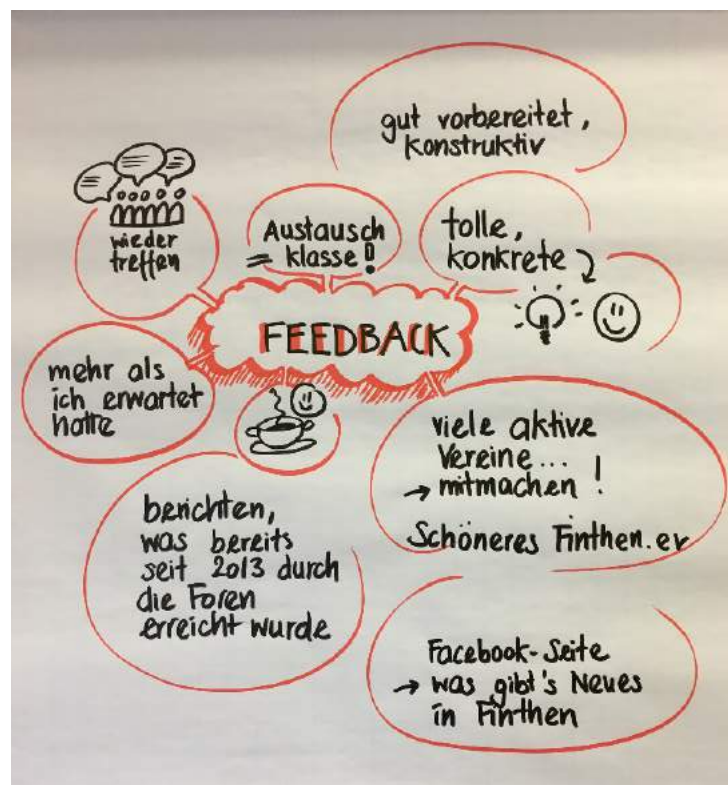 gut vorbereitet,
konstruktiv
wieder
treffen
Austausch
= klasse!
tolle,
konkrete
FEEDBACK
mehr als
ich erwartet
hatte
viele aktive
Vereine...
→ mitmachen!
Schöneres Finthen.ev
berichten,
was bereits
seit 2013 durch
die Foren
erreicht wurde
Facebook-Seite
→ was gibt's Neues
in Finthen